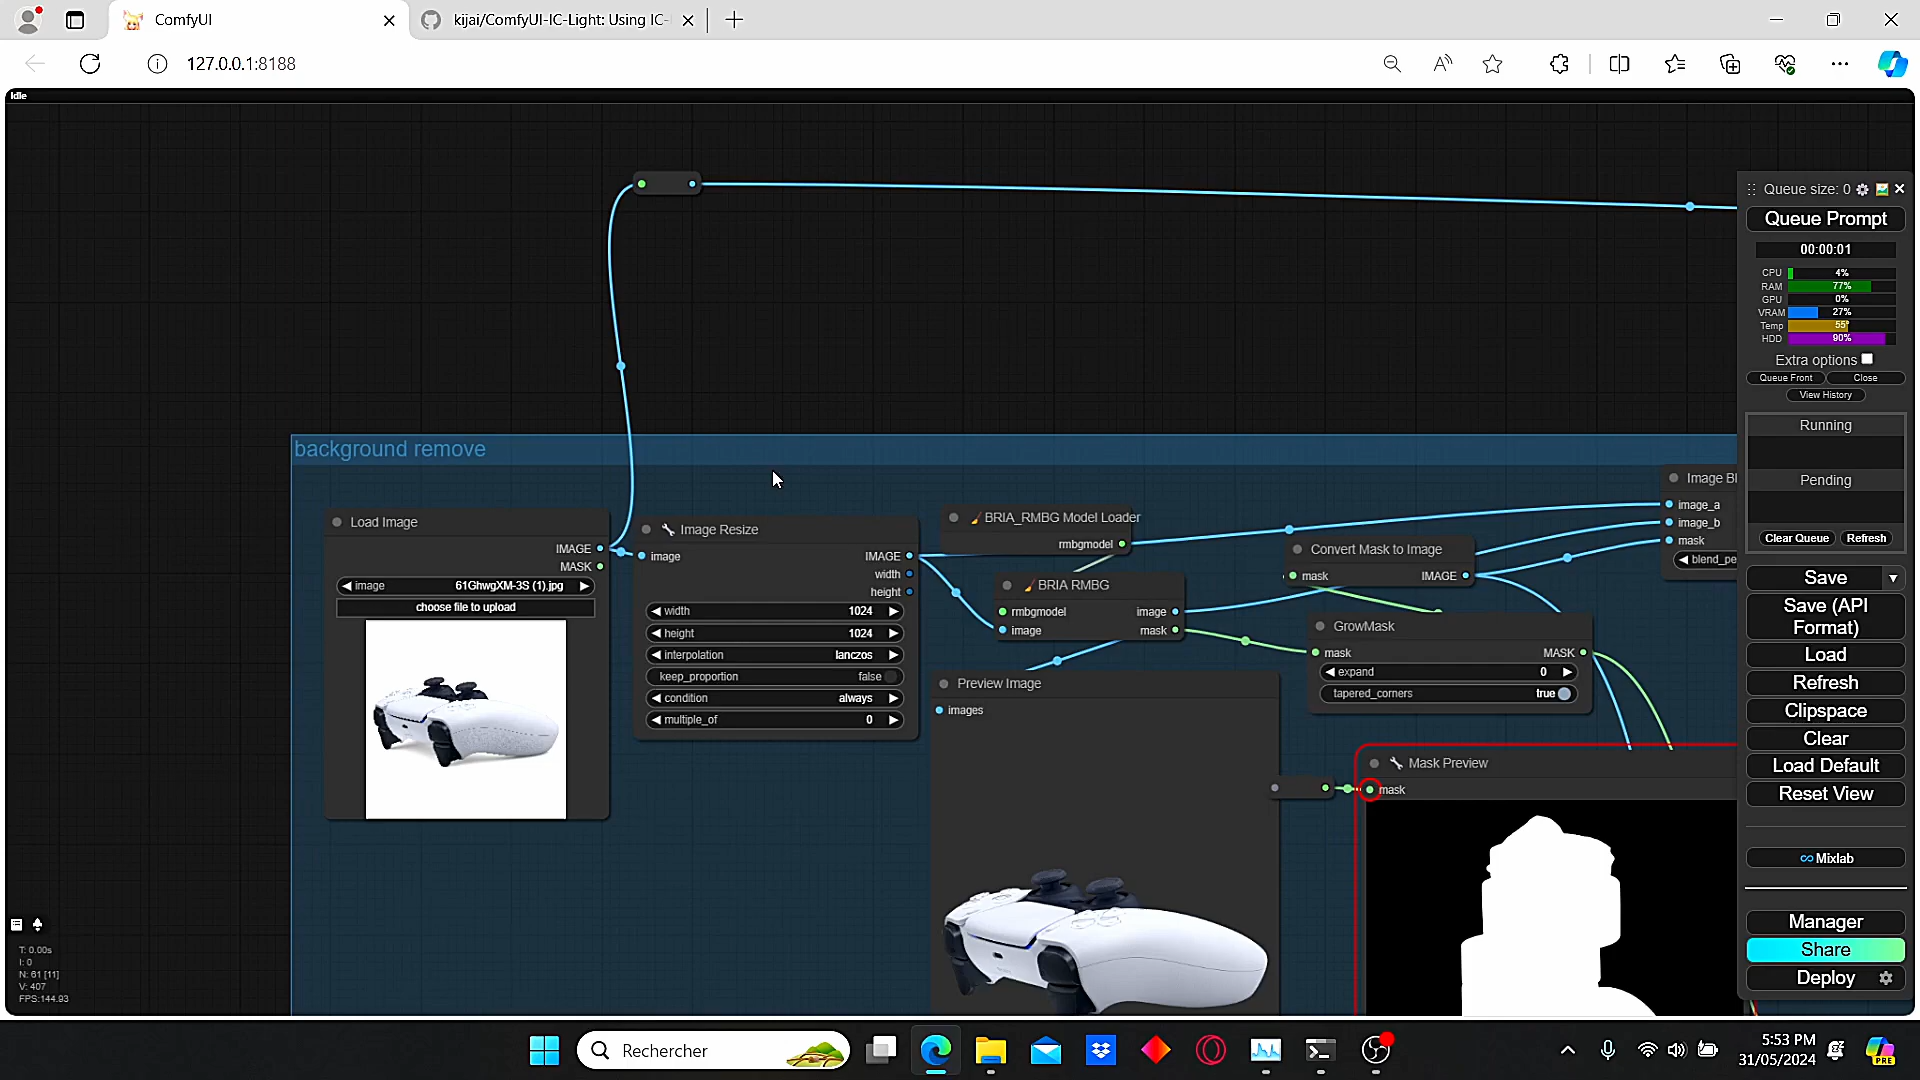 ComfyUI
kijai/ComfyUI-IC-Light: Using IC-
127.0.0.1:8188
Idle
Queue size: 0
Queue Prompt
00:00:01
CPU 4%
RAM 77%
GPU 0%
VRAM 27%
Temp 55°
HDD 90%
Extra options
Queue Front Close
View History
Running
Pending
Clear Queue Refresh
Save
Save (API
Format)
Load
Refresh
Clipspace
Clear
Load Default
Reset View
Mixlab
Manager
Share
Deploy
background remove
Load Image
IMAGE
MASK
image 61GhwgXM-3S (1).jpg
choose file to upload
Image Resize
image IMAGE
width
height
width 1024
height 1024
interpolation lanczos
keep_proportion false
condition always
multiple_of 0
BRIA_RMBG Model Loader
rmbgmodel
BRIA RMBG
rmbgmodel image
image mask
Preview Image
images
Convert Mask to Image
mask IMAGE
GrowMask
mask MASK
expand 0
tapered_corners true
Mask Preview
mask
Image Bl
image_a
image_b
mask
blend_pe
T: 0.00s
I: 0
N: 61 [11]
V: 407
FPS:144.93
Rechercher
5:53 PM
31/05/2024
PRE